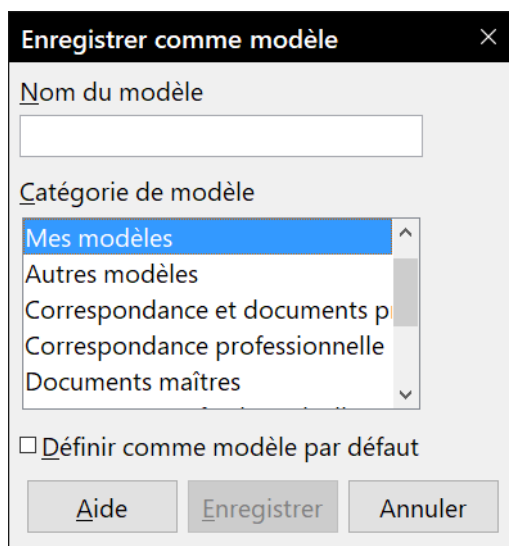 Enregistrer comme modèle
Nom du modèle
Catégorie de modèle
Mes modèles
Autres modèles
Correspondance et documents
Correspondance professionnelle
Documents maîtres
Définir comme modèle par défaut
Aide
Enregistrer
Annuler